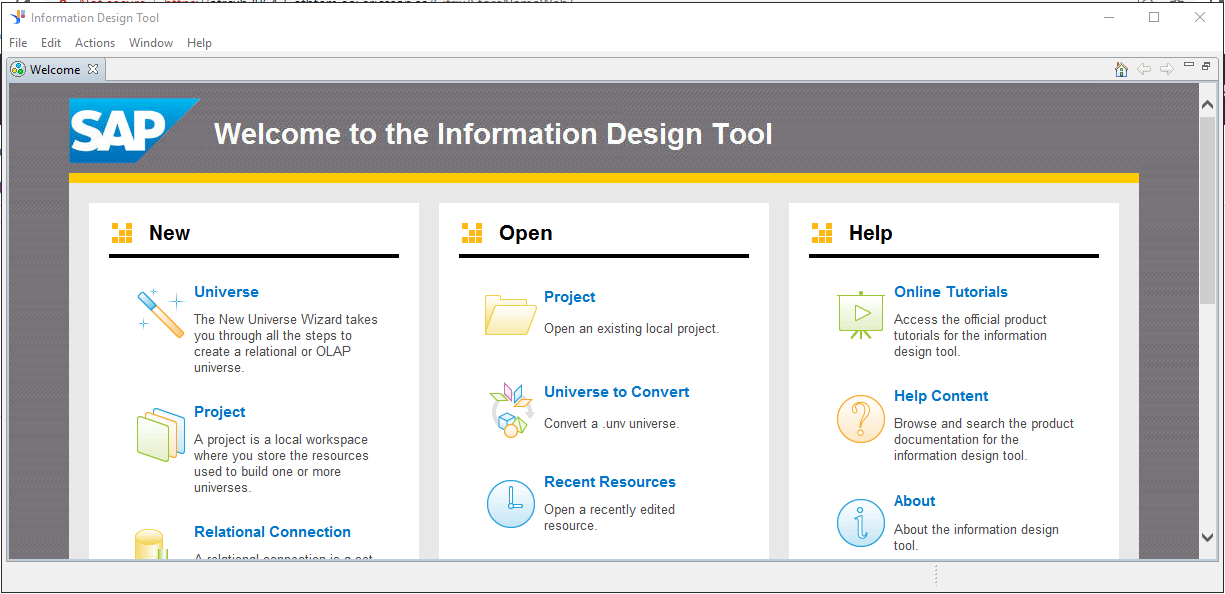 Information Design Tool
File Edit Actions Window Help
Welcome
SAP Welcome to the Information Design Tool
New
Universe
The New Universe Wizard takes
you through all the steps to
create a relational or OLAP
universe.
Project
A project is a local workspace
where you store the resources
used to build one or more
universes.
Relational Connection
A relational connection is a set
Open
Project
Open an existing local project.
Universe to Convert
Convert a .unv universe.
Recent Resources
Open a recently edited
resource.
Help
Online Tutorials
Access the official product
tutorials for the information
design tool.
Help Content
Browse and search the product
documentation for the
information design tool.
About
About the information design
tool.